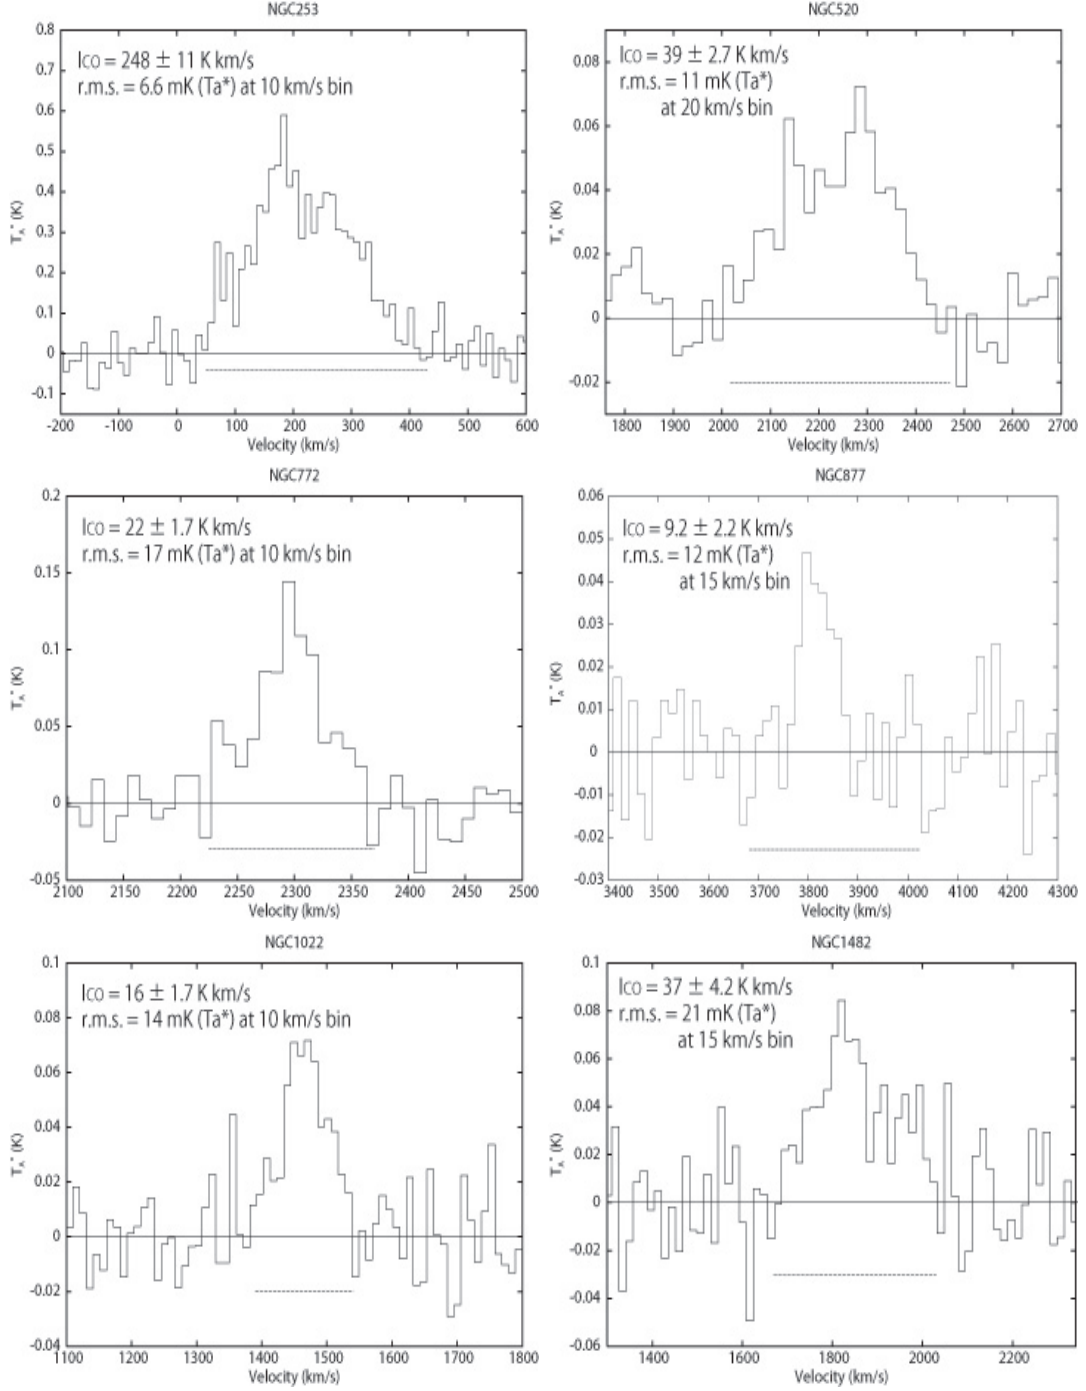 NGC253
Ico = 248 ± 11 K km/s
r.m.s. = 6.6 mK (Ta*) at 10 km/s bin
0.8
0.7
0.6
0.5
0.4
0.3
0.2
0.1
0
-0.1
TA* (K)
-200 -100 0 100 200 300 400 500 600
Velocity (km/s)
NGC520
Ico = 39 ± 2.7 K km/s
r.m.s. = 11 mK (Ta*)
at 20 km/s bin
0.08
0.06
0.04
0.02
0
-0.02
TA* (K)
1800 1900 2000 2100 2200 2300 2400 2500 2600 2700
Velocity (km/s)
NGC772
Ico = 22 ± 1.7 K km/s
r.m.s. = 17 mK (Ta*) at 10 km/s bin
0.2
0.15
0.1
0.05
0
-0.05
TA* (K)
2100 2150 2200 2250 2300 2350 2400 2450 2500
Velocity (km/s)
NGC877
Ico = 9.2 ± 2.2 K km/s
r.m.s. = 12 mK (Ta*)
at 15 km/s bin
0.06
0.05
0.04
0.03
0.02
0.01
0
-0.01
-0.02
-0.03
TA* (K)
3400 3500 3600 3700 3800 3900 4000 4100 4200 4300
Velocity (km/s)
NGC1022
Ico = 16 ± 1.7 K km/s
r.m.s. = 14 mK (Ta*) at 10 km/s bin
0.1
0.08
0.06
0.04
0.02
0
-0.02
-0.04
TA* (K)
1100 1200 1300 1400 1500 1600 1700 1800
Velocity (km/s)
NGC1482
Ico = 37 ± 4.2 K km/s
r.m.s. = 21 mK (Ta*)
at 15 km/s bin
0.1
0.08
0.06
0.04
0.02
0
-0.02
-0.04
-0.06
TA* (K)
1400 1600 1800 2000 2200
Velocity (km/s)